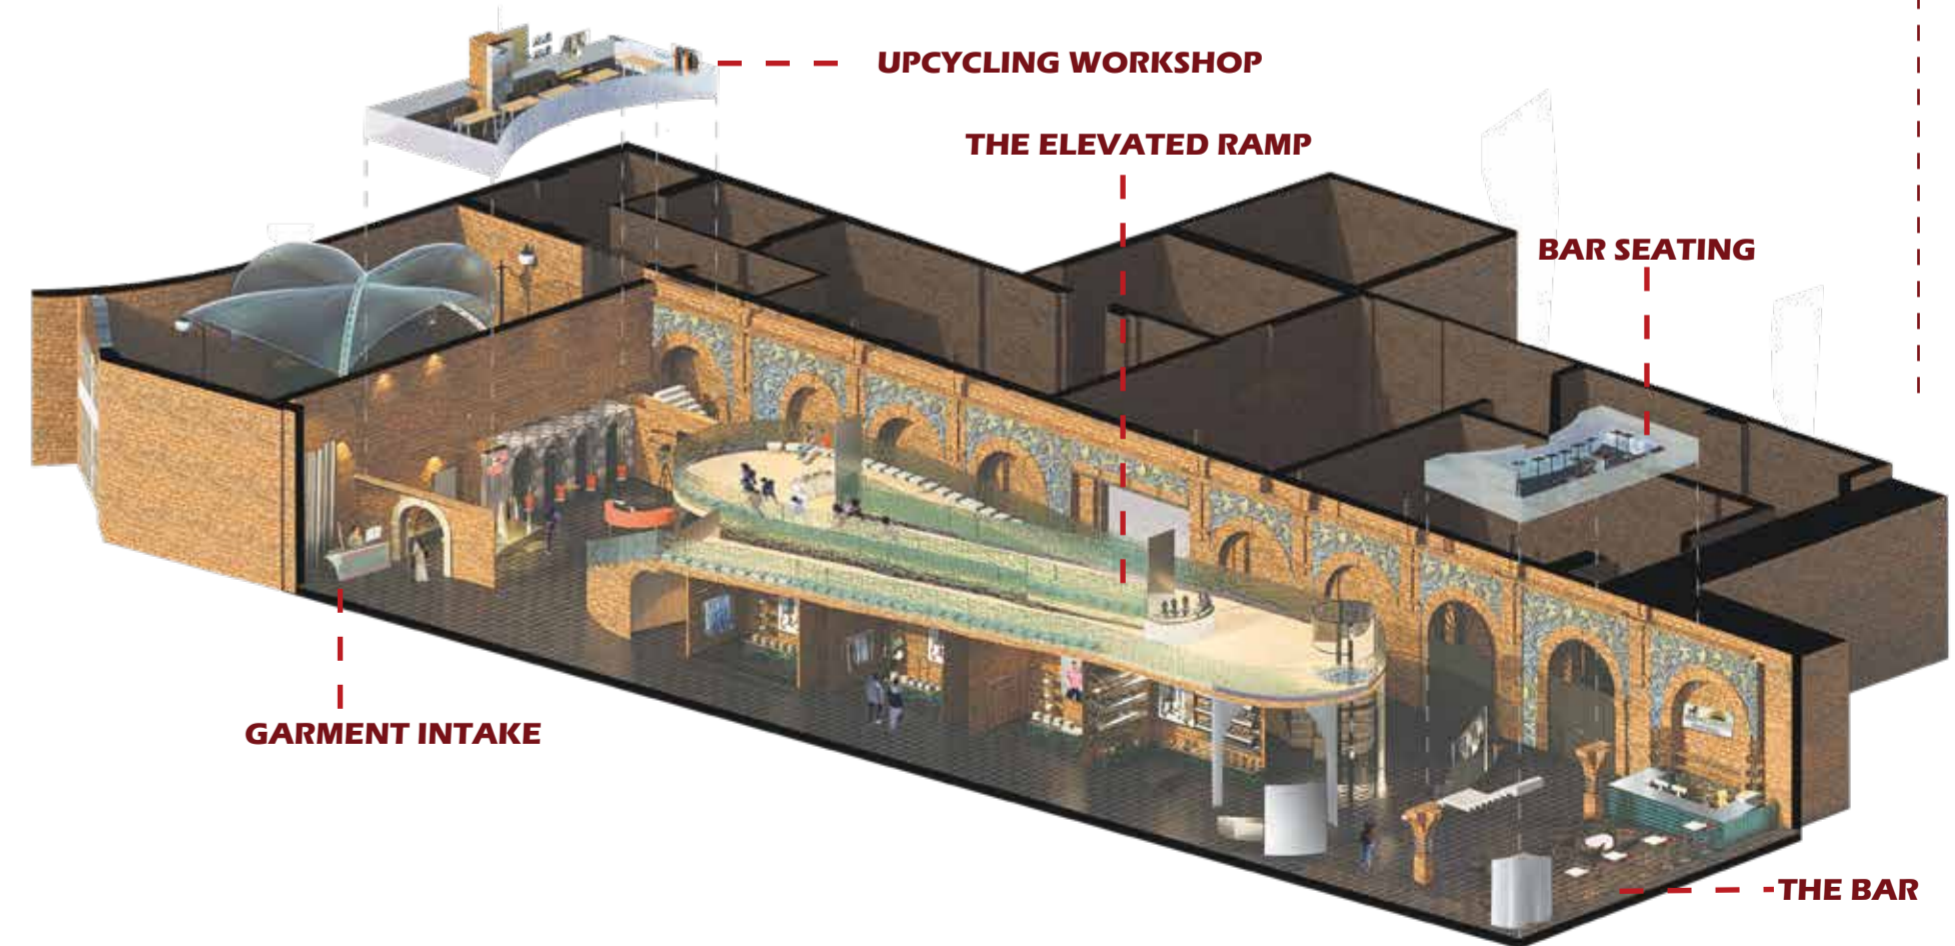 UPCYCLING WORKSHOP
THE ELEVATED RAMP
BAR SEATING
GARMENT INTAKE
THE BAR